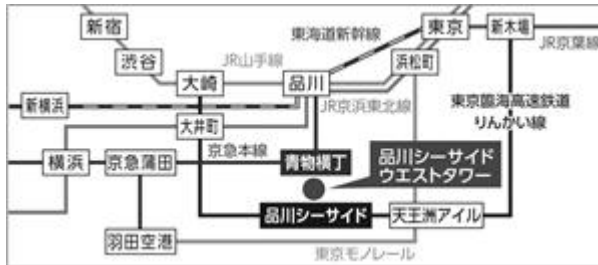 新宿
東海道新幹線
東京
新木場
渋谷
JR山手線
浜松町
JR京葉線
大崎
品川
新横浜
JR京浜東北線
東京臨海高速鉄道
りんかい線
大井町
京急本線
横浜
京急蒲田
青物横丁
品川シーサイド
ウエストタワー
品川シーサイド
天王洲アイル
羽田空港
東京モノレール